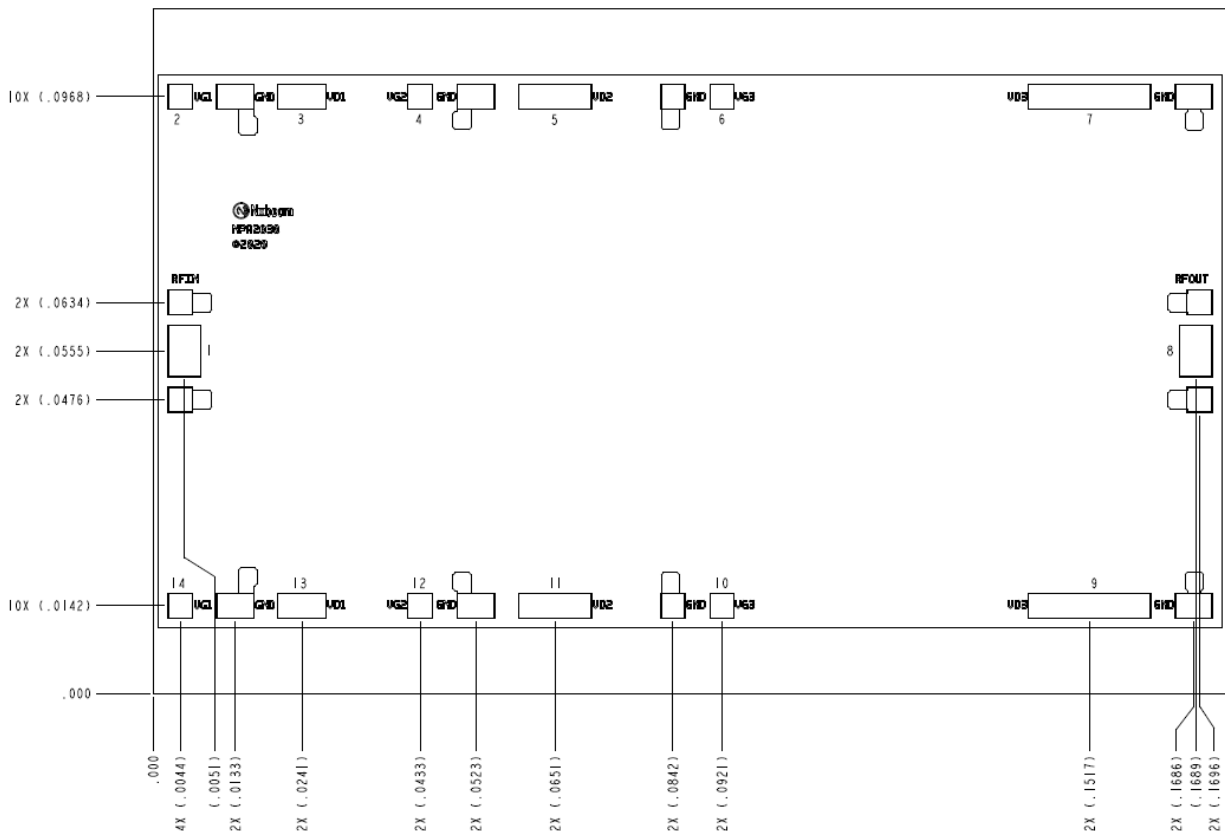 10X (.0968)
VG1 GND VD1 VG2 GND VD2 GND VG3 VD3 GND
2 3 4 5 6 7
Nxbeam
NPA2030
©2020
RFIN RFOUT
2X (.0634)
2X (.0555) 1 8
2X (.0476)
14 13 12 11 10 9
10X (.0142)
VG1 GND VD1 VG2 GND VD2 GND VG3 VD3 GND
.000
.000
4X (.0044)
(.0051)
2X (.0133)
2X (.0241)
2X (.0433)
2X (.0523)
2X (.0651)
2X (.0842)
2X (.0921)
2X (.1517)
2X (.1686)
(.1689)
2X (.1696)